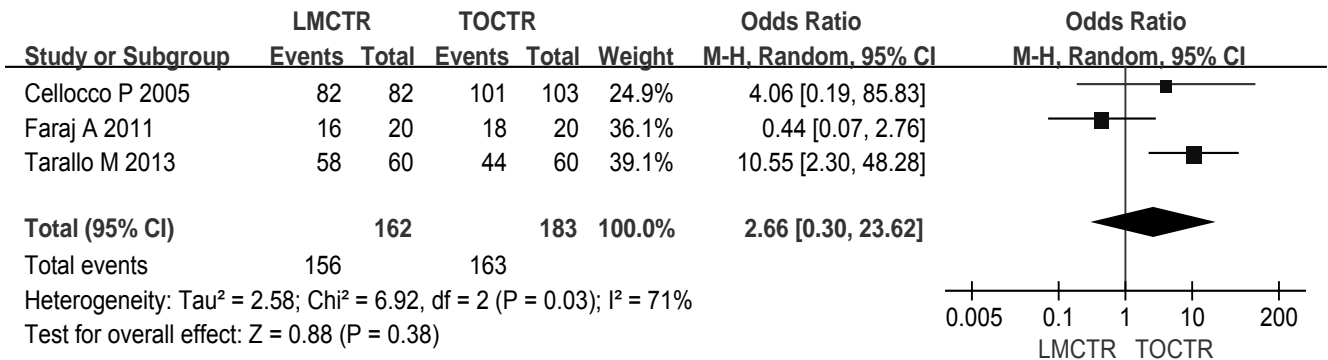 LMCTR TOCTR Odds Ratio Odds Ratio
Study or Subgroup Events Total Events Total Weight M-H, Random, 95% CI M-H, Random, 95% CI
Cellocco P 2005 82 82 101 103 24.9% 4.06 [0.19, 85.83]
Faraj A 2011 16 20 18 20 36.1% 0.44 [0.07, 2.76]
Tarallo M 2013 58 60 44 60 39.1% 10.55 [2.30, 48.28]
Total (95% CI) 162 183 100.0% 2.66 [0.30, 23.62]
Total events 156 163
Heterogeneity: Tau² = 2.58; Chi² = 6.92, df = 2 (P = 0.03); I² = 71%
Test for overall effect: Z = 0.88 (P = 0.38)
0.005 0.1 1 10 200
LMCTR TOCTR